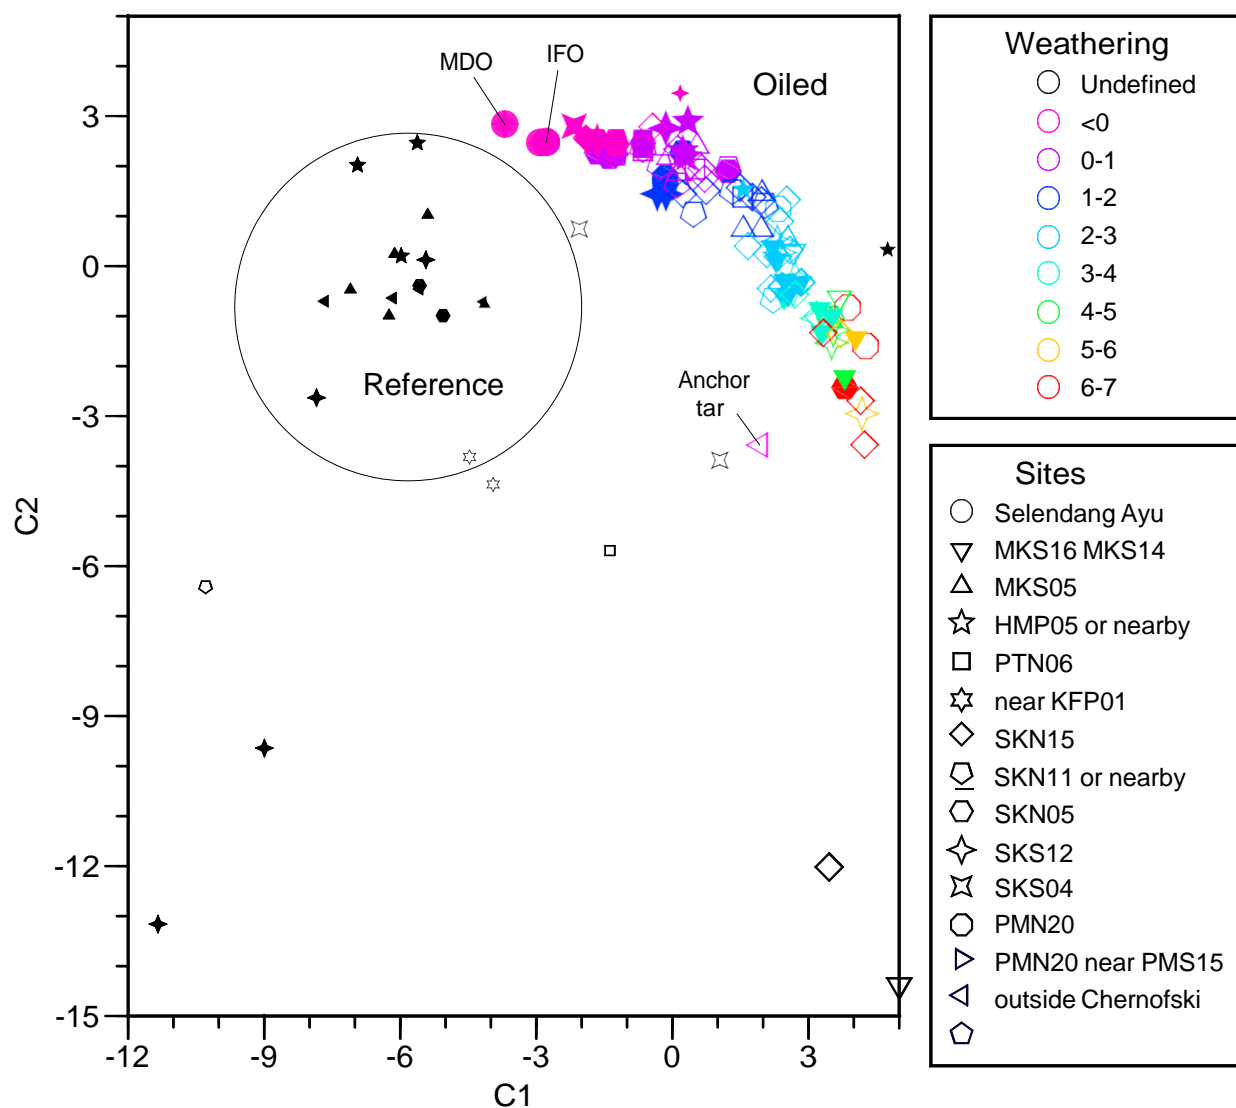 MDO
IFO
Oiled
Reference
Anchor
tar
3
0
-3
-6
-9
-12
-15
C2
-12
-9
-6
-3
0
3
C1
Weathering
Undefined
<0
0-1
1-2
2-3
3-4
4-5
5-6
6-7
Sites
Selendang Ayu
MKS16 MKS14
MKS05
HMP05 or nearby
PTN06
near KFP01
SKN15
SKN11 or nearby
SKN05
SKS12
SKS04
PMN20
PMN20 near PMS15
outside Chernofski